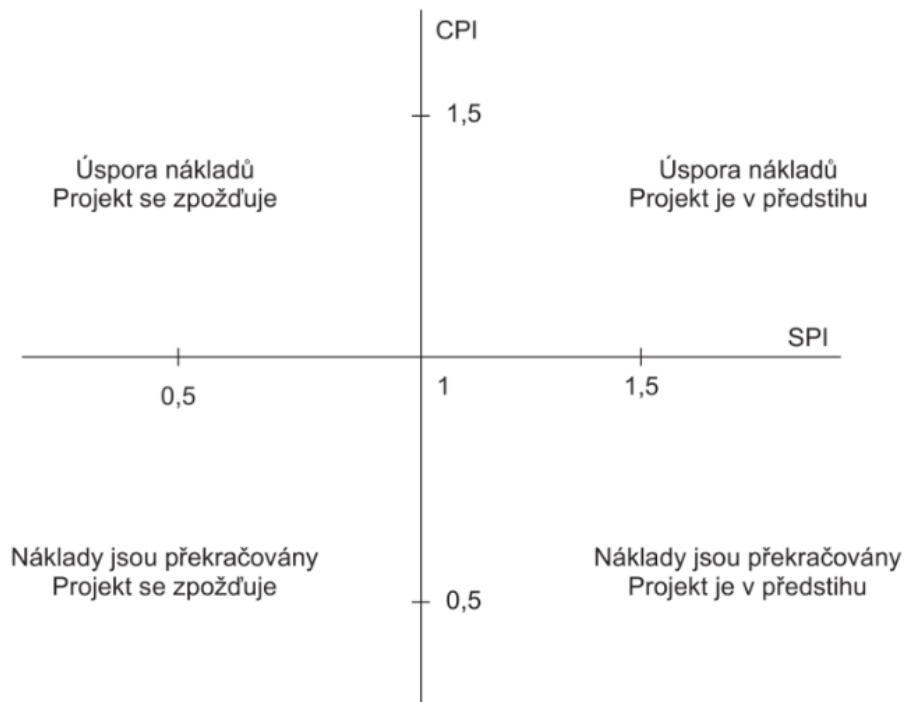 CPI
1,5
Úspora nákladů
Projekt se zpožďuje
Úspora nákladů
Projekt je v předstihu
SPI
0,5
1
1,5
Náklady jsou překračovány
Projekt se zpožďuje
0,5
Náklady jsou překračovány
Projekt je v předstihu